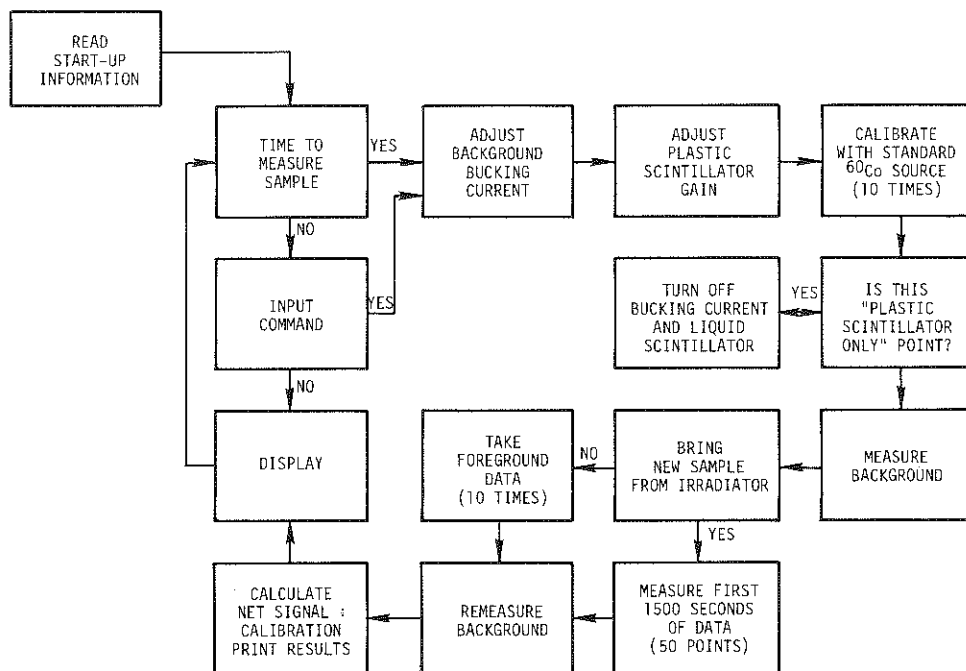 READ
START-UP
INFORMATION
TIME TO
MEASURE
SAMPLE
YES
NO
ADJUST
BACKGROUND
BUCKING
CURRENT
ADJUST
PLASTIC
SCINTILLATOR
GAIN
CALIBRATE
WITH STANDARD
⁶⁰Co SOURCE
(10 TIMES)
INPUT
COMMAND
YES
NO
TURN OFF
BUCKING CURRENT
AND LIQUID
SCINTILLATOR
YES
IS THIS
"PLASTIC
SCINTILLATOR
ONLY" POINT?
DISPLAY
TAKE
FOREGROUND
DATA
(10 TIMES)
NO
BRING
NEW SAMPLE
FROM IRRADIATOR
YES
MEASURE
BACKGROUND
CALCULATE
NET SIGNAL :
CALIBRATION
PRINT RESULTS
REMEASURE
BACKGROUND
MEASURE FIRST
1500 SECONDS
OF DATA
(50 POINTS)